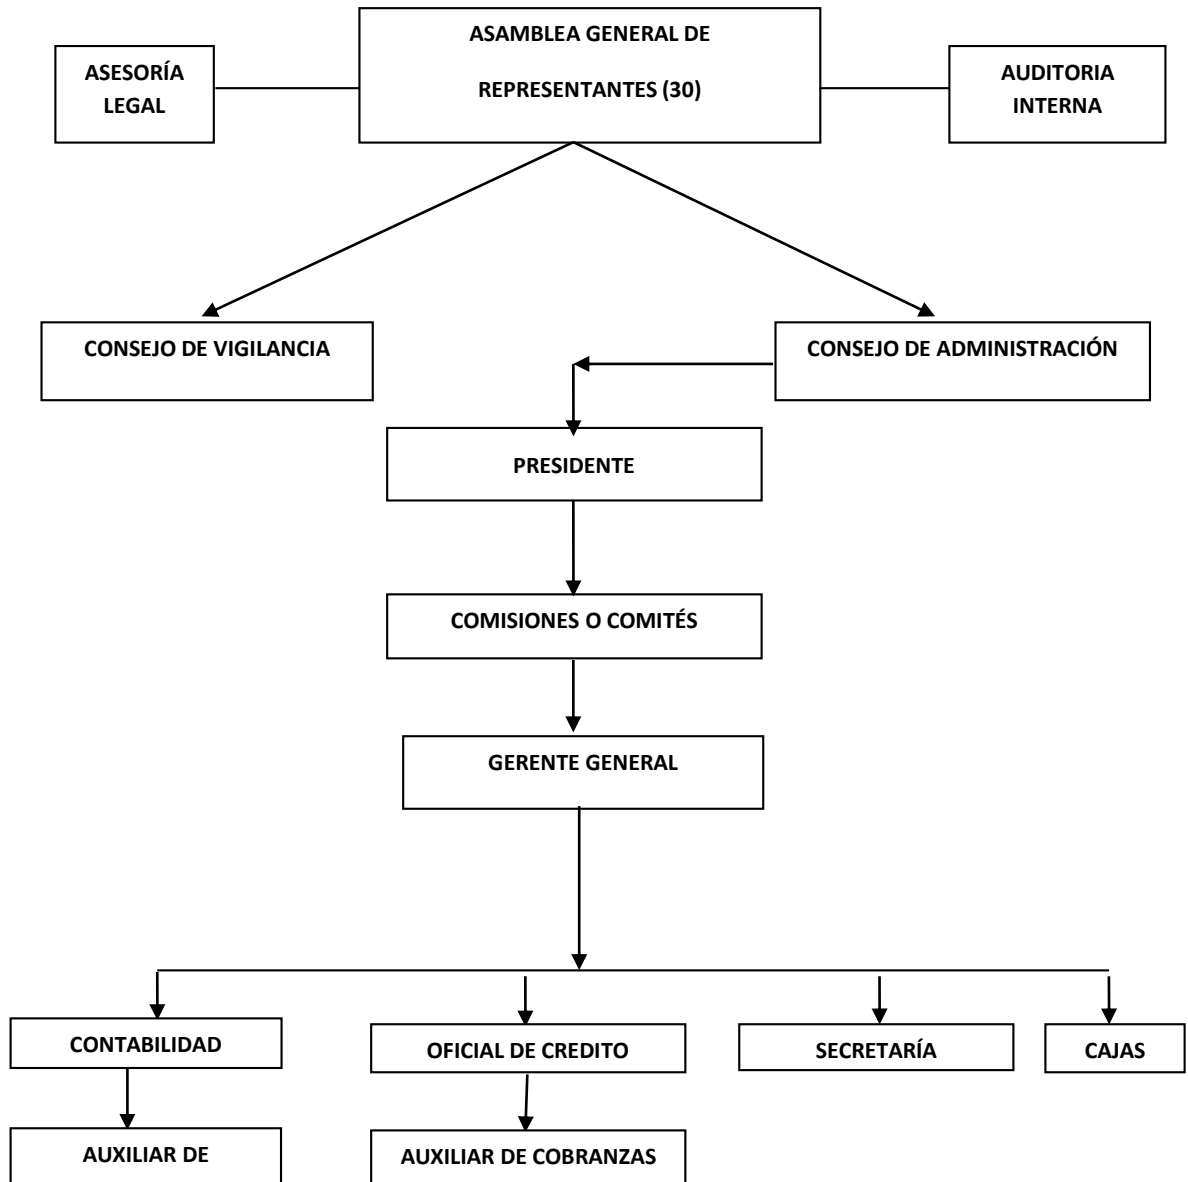 ASAMBLEA GENERAL DE
REPRESENTANTES (30)
ASESORÍA
LEGAL
AUDITORIA
INTERNA
CONSEJO DE VIGILANCIA
CONSEJO DE ADMINISTRACIÓN
PRESIDENTE
COMISIONES O COMITÉS
GERENTE GENERAL
CONTABILIDAD
OFICIAL DE CREDITO
SECRETARÍA
CAJAS
AUXILIAR DE
AUXILIAR DE COBRANZAS